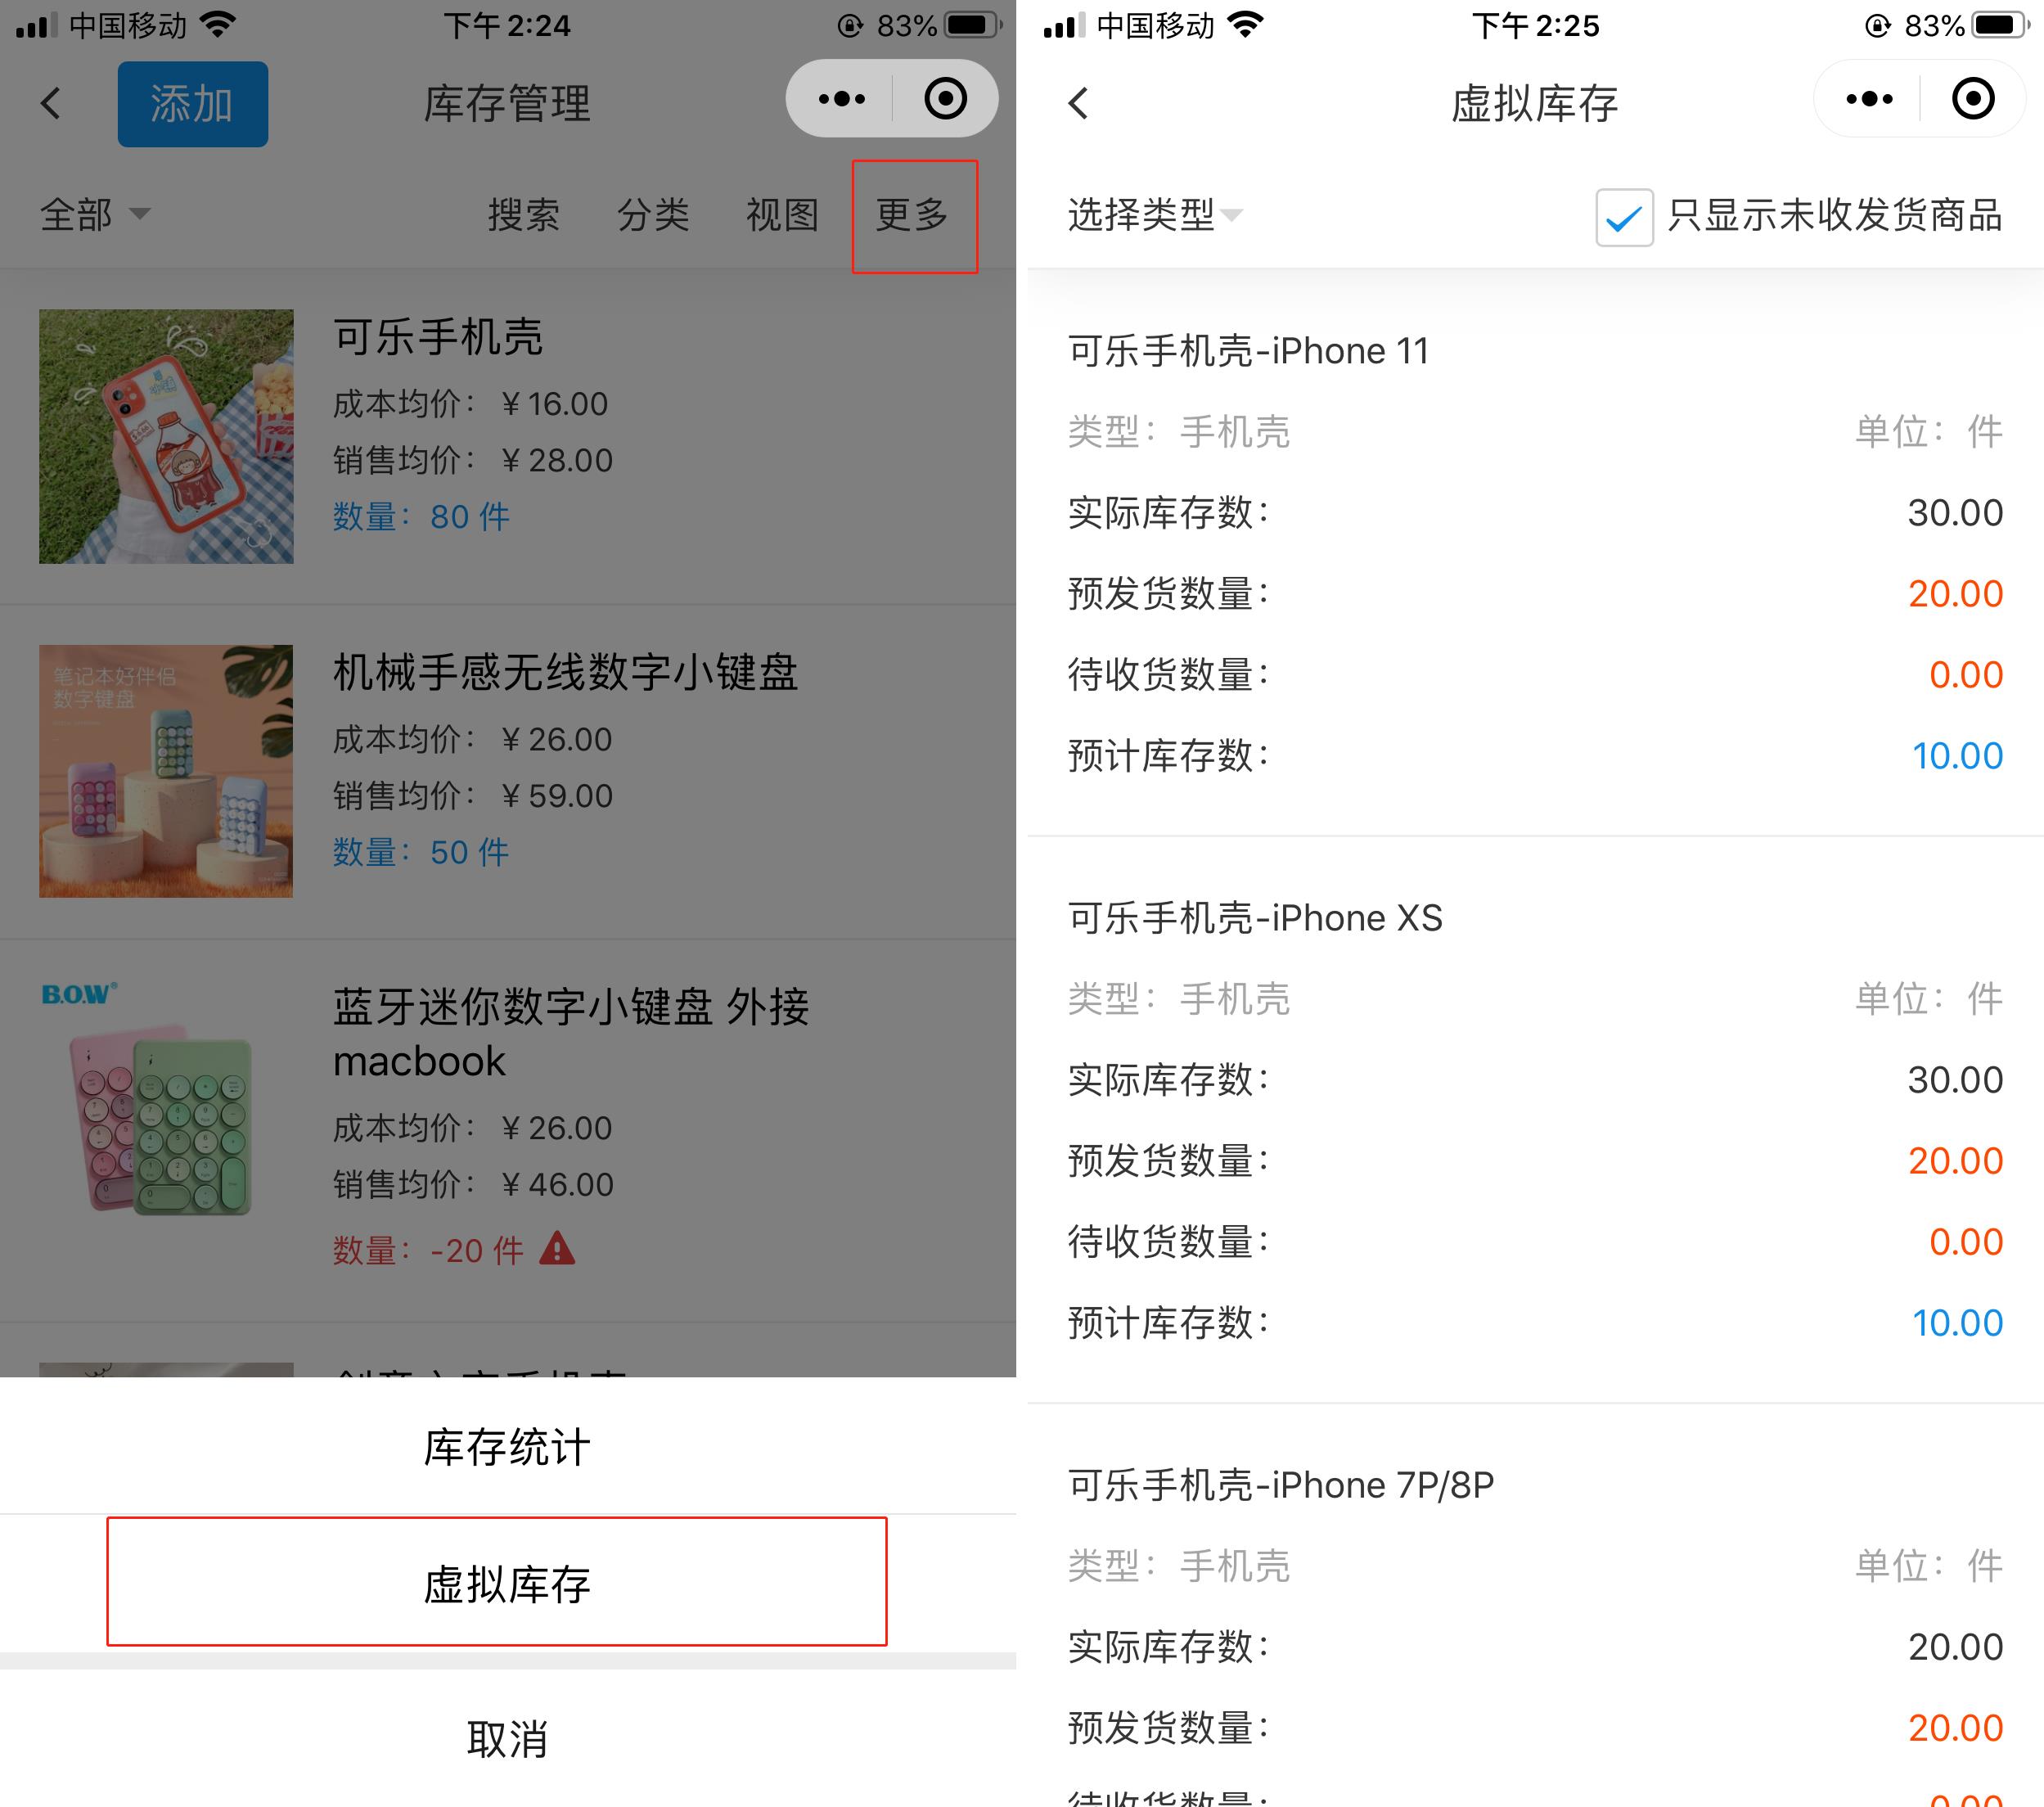 中国移动 下午 2:24 83%
添加 库存管理
全部 搜索 分类 视图 更多
可乐手机壳
成本均价： ¥ 16.00
销售均价： ¥ 28.00
数量： 80 件
笔记本好伴侣
数字键盘
机械手感无线数字小键盘
成本均价： ¥ 26.00
销售均价： ¥ 59.00
数量： 50 件
B.O.W®
蓝牙迷你数字小键盘 外接
macbook
成本均价： ¥ 26.00
销售均价： ¥ 46.00
数量： -20 件
库存统计
虚拟库存
取消
中国移动 下午 2:25 83%
虚拟库存
选择类型 只显示未收发货商品
可乐手机壳-iPhone 11
类型： 手机壳 单位： 件
实际库存数： 30.00
预发货数量： 20.00
待收货数量： 0.00
预计库存数： 10.00
可乐手机壳-iPhone XS
类型： 手机壳 单位： 件
实际库存数： 30.00
预发货数量： 20.00
待收货数量： 0.00
预计库存数： 10.00
可乐手机壳-iPhone 7P/8P
类型： 手机壳 单位： 件
实际库存数： 20.00
预发货数量： 20.00
待收货数量： 0.00